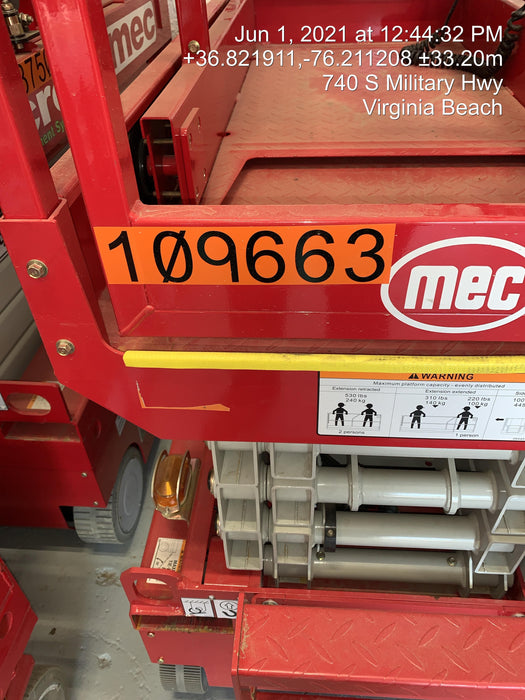 Jun 1, 2021 at 12:44:32 PM
+36.821911,-76.211208 ±33.20m
740 S Military Hwy
Virginia Beach
mec
109663
mec
WARNING
Maximum platform capacity - evenly distributed
Extension retracted
Extension extended
530 lbs
240 kg
310 lbs
140 kg
220 lbs
100 kg
2 persons
1 person